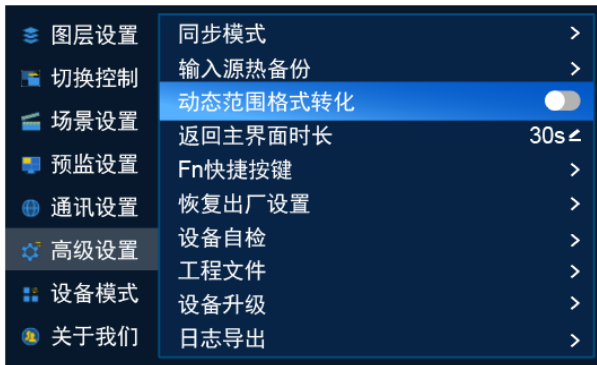 图层设置
切换控制
场景设置
预监设置
通讯设置
高级设置
设备模式
关于我们
同步模式
输入源热备份
动态范围格式转化
返回主界面时长 30s
Fn快捷按键
恢复出厂设置
设备自检
工程文件
设备升级
日志导出